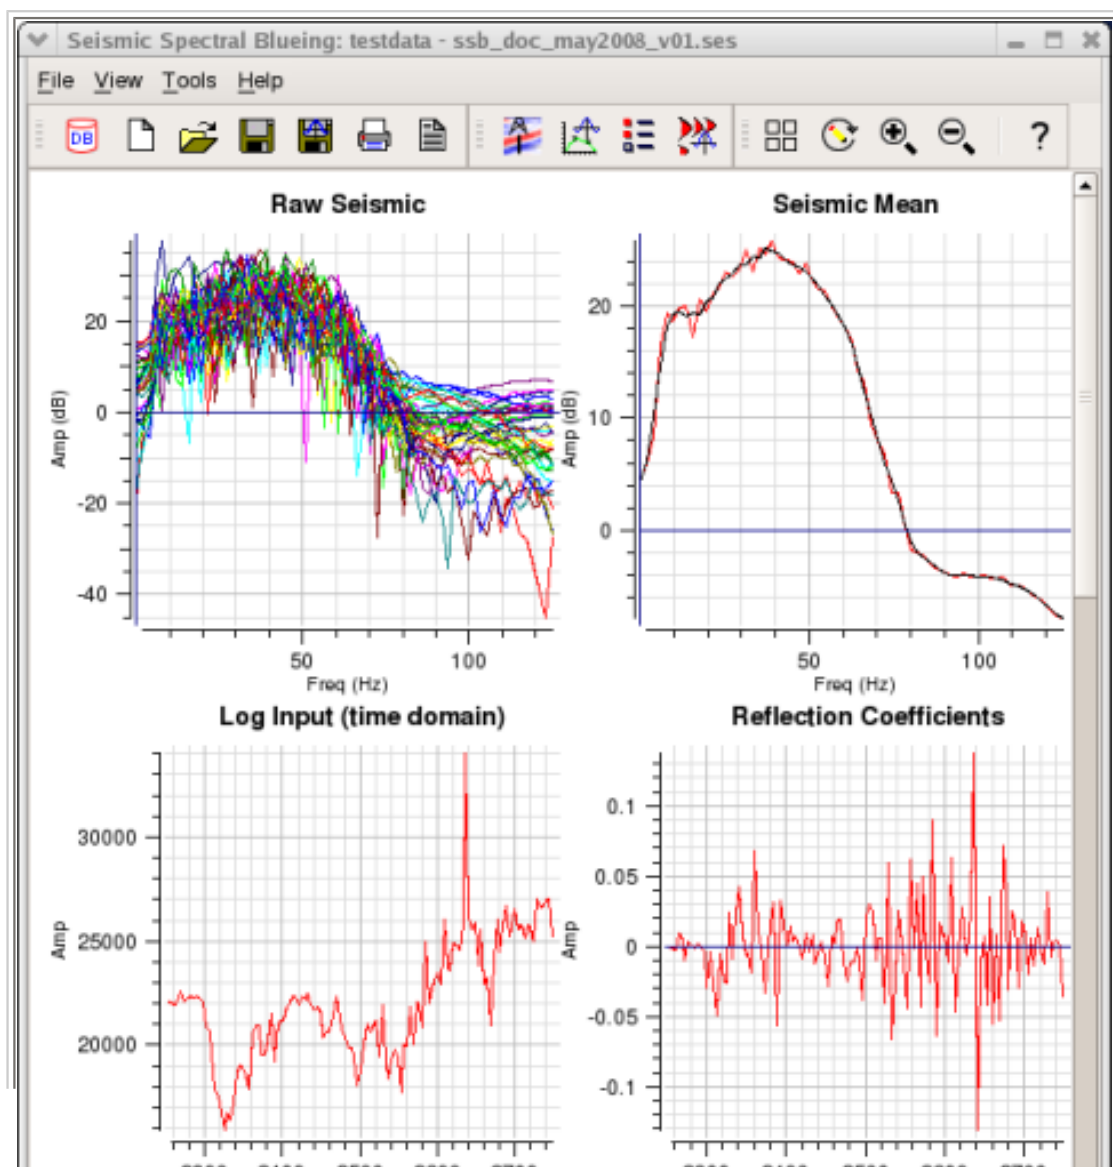 Seismic Spectral Blueing: testdata - ssb_doc_may2008_v01.ses
File View Tools Help
DB A ?
Raw Seismic
Seismic Mean
20
0
-20
-40
Amp (dB)
50 100
Freq (Hz)
20
10
0
Amp (dB)
50 100
Freq (Hz)
Log Input (time domain)
Reflection Coefficients
30000
25000
20000
Amp
0.1
0.05
0
-0.05
-0.1
Amp